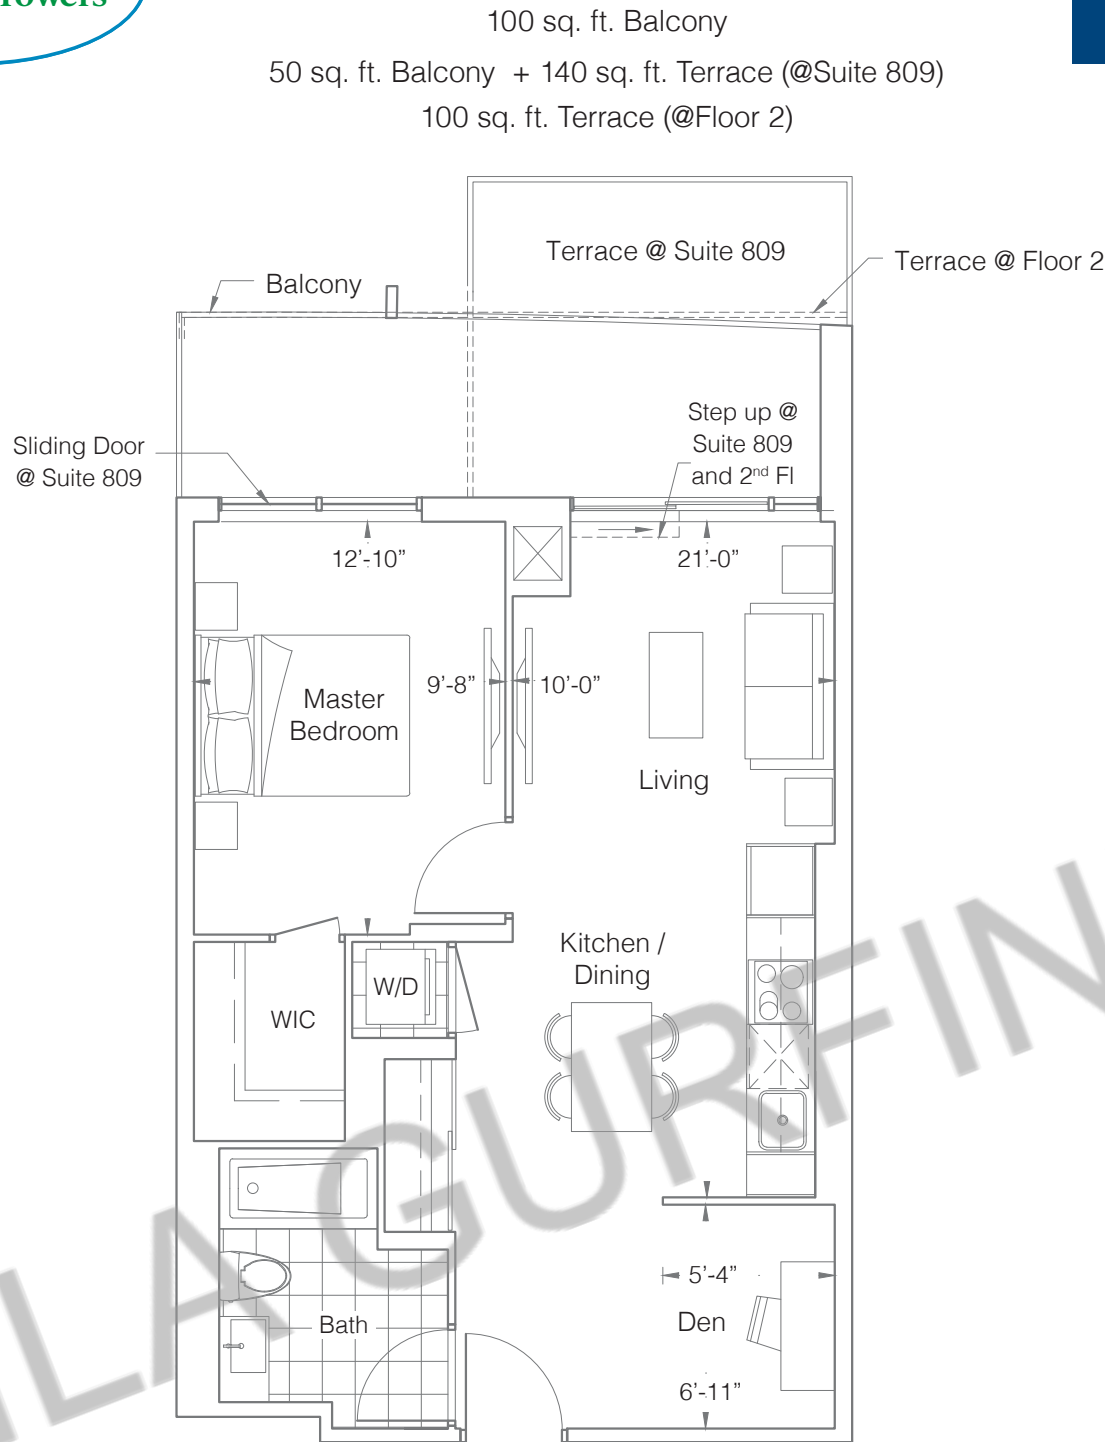 Towers
100 sq. ft. Balcony
50 sq. ft. Balcony + 140 sq. ft. Terrace (@Suite 809)
100 sq. ft. Terrace (@Floor 2)
Terrace @ Suite 809
Terrace @ Floor 2
Balcony
Step up @
Suite 809
and 2nd Fl
Sliding Door
@ Suite 809
12'-10”
21'-0”
9'-8”
10'-0”
Master
Bedroom
Living
Kitchen /
Dining
W/D
WIC
5'-4”
Den
Bath
6'-11”
LA GURFIN